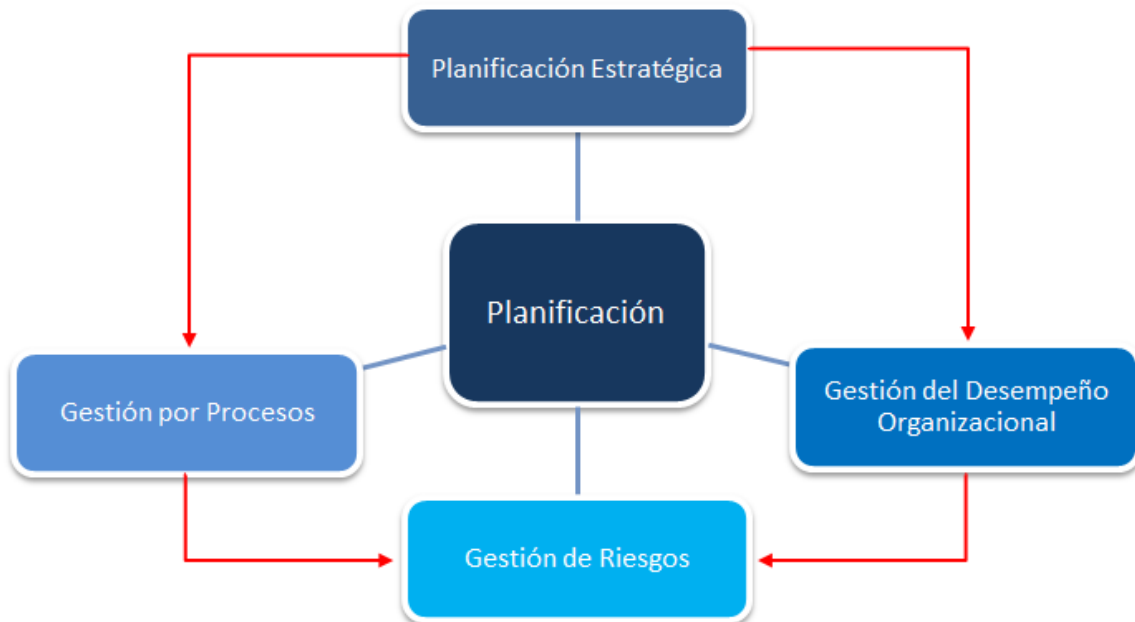 Planificación Estratégica
Planificación
Gestión por Procesos
Gestión del Desempeño
Organizacional
Gestión de Riesgos